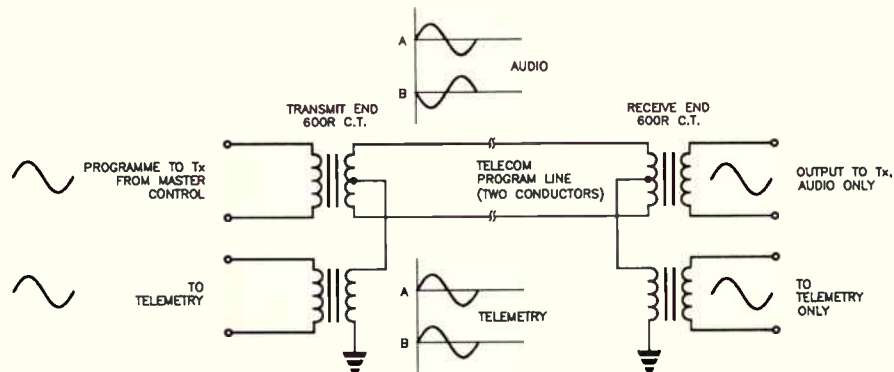 A
AUDIO
B
TRANSMIT END
600R C.T.
RECEIVE END
600R C.T.
PROGRAMME TO Tx
FROM MASTER
CONTROL
TELECOM
PROGRAM LINE
(TWO CONDUCTORS)
OUTPUT TO Tx,
AUDIO ONLY
TO
TELEMETRY
A
TELEMETRY
B
TO
TELEMETRY
ONLY